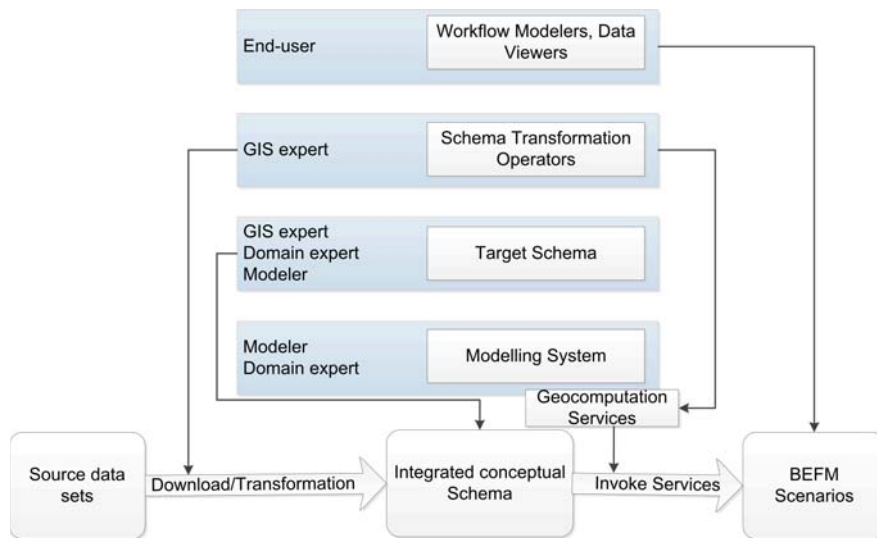 End-user
Workflow Modelers, Data
Viewers
GIS expert
Schema Transformation
Operators
GIS expert
Domain expert
Modeler
Target Schema
Modeler
Domain expert
Modelling System
Geocomputation
Services
Source data
sets
Download/Transformation
Integrated conceptual
Schema
Invoke Services
BEFM
Scenarios